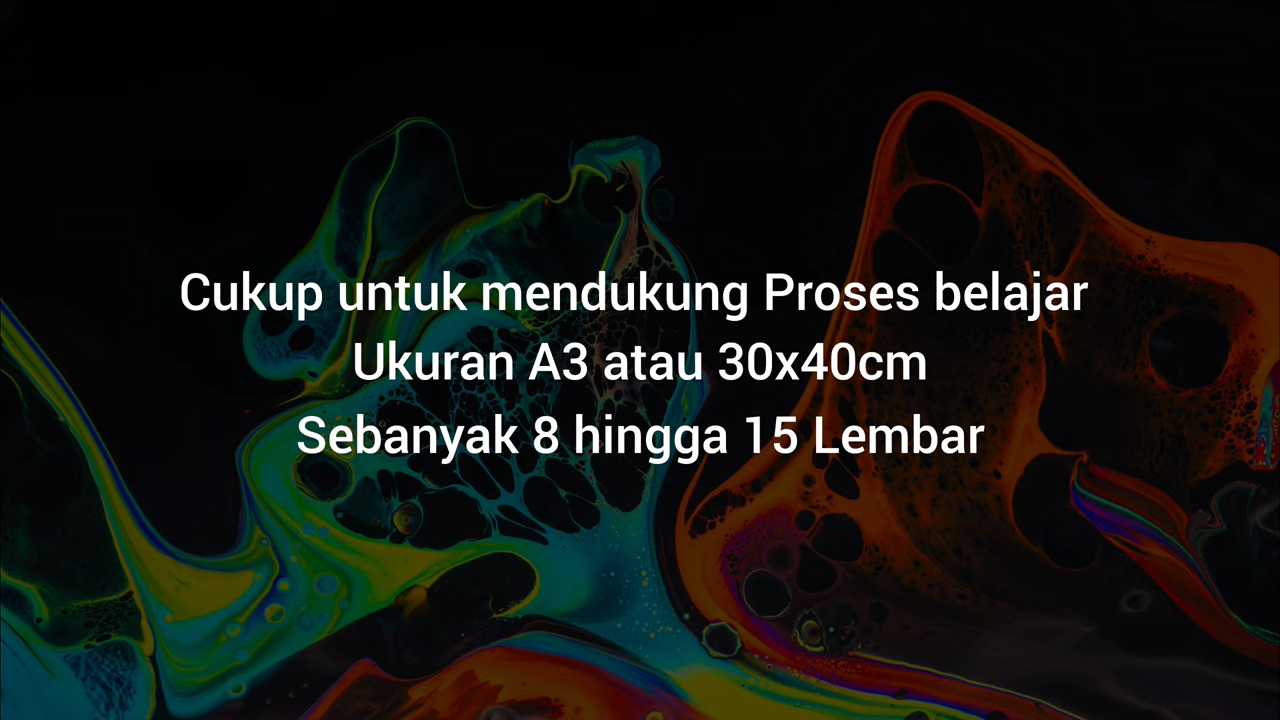 Cukup untuk mendukung Proses belajar
Ukuran A3 atau 30x40cm
Sebanyak 8 hingga 15 Lembar